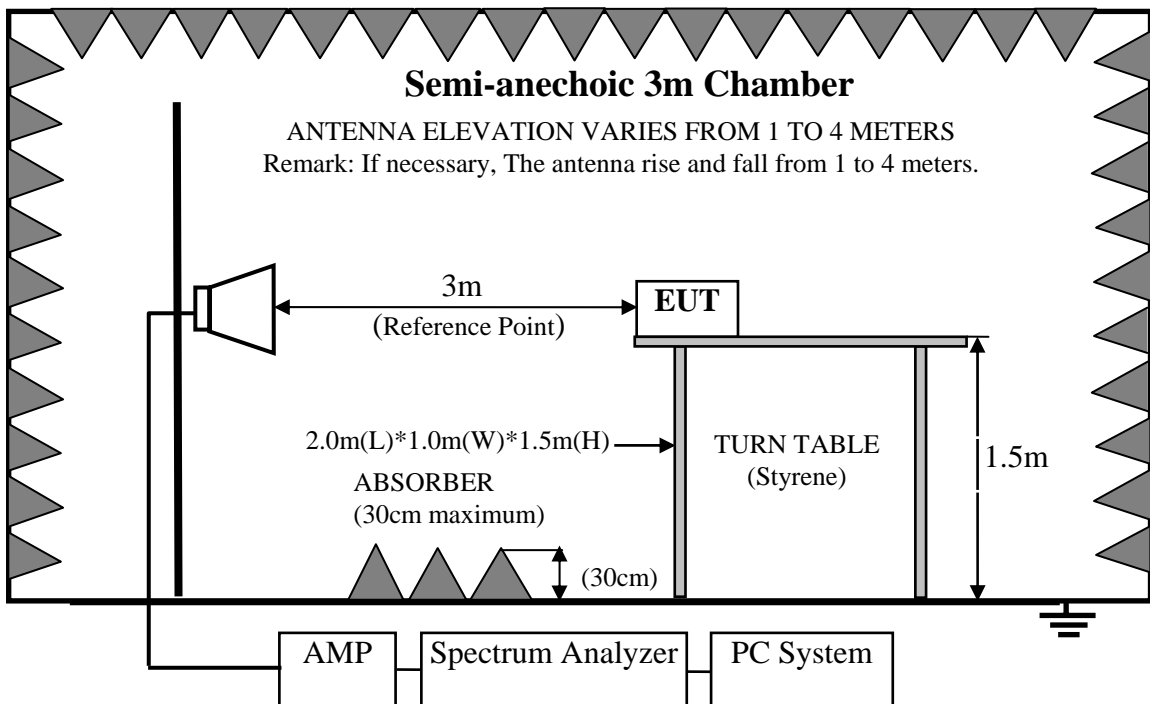 Semi-anechoic 3m Chamber
ANTENNA ELEVATION VARIES FROM 1 TO 4 METERS
Remark: If necessary, The antenna rise and fall from 1 to 4 meters.
3m
(Reference Point)
EUT
2.0m(L)*1.0m(W)*1.5m(H)
TURN TABLE
(Styrene)
1.5m
ABSORBER
(30cm maximum)
(30cm)
AMP
Spectrum Analyzer
PC System